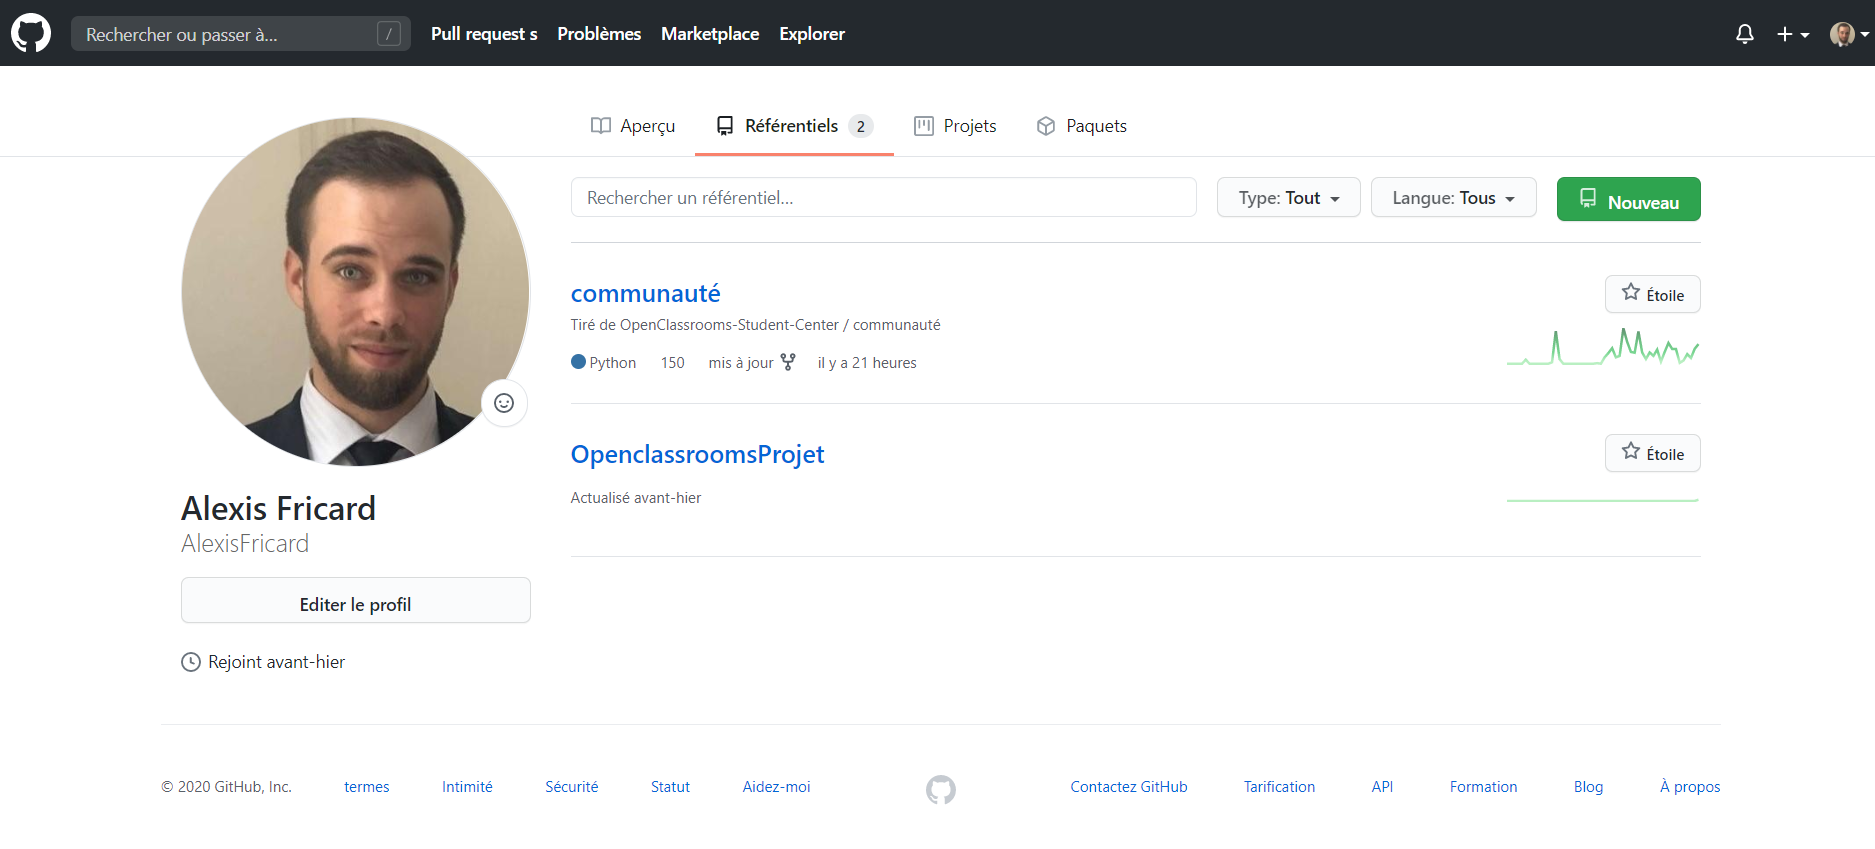 Rechercher ou passer à... / Pull request s Problèmes Marketplace Explorer
Aperçu Référentiels 2 Projets Paquets
Rechercher un référentiel... Type: Tout Langue: Tous Nouveau
communauté Étoile
Tiré de OpenClassrooms-Student-Center / communauté
Python 150 mis à jour il y a 21 heures
OpenclassroomsProjet Étoile
Actualisé avant-hier
Alexis Fricard
AlexisFricard
Editer le profil
Rejoint avant-hier
© 2020 GitHub, Inc. termes Intimité Sécurité Statut Aidez-moi Contactez GitHub Tarification API Formation Blog À propos